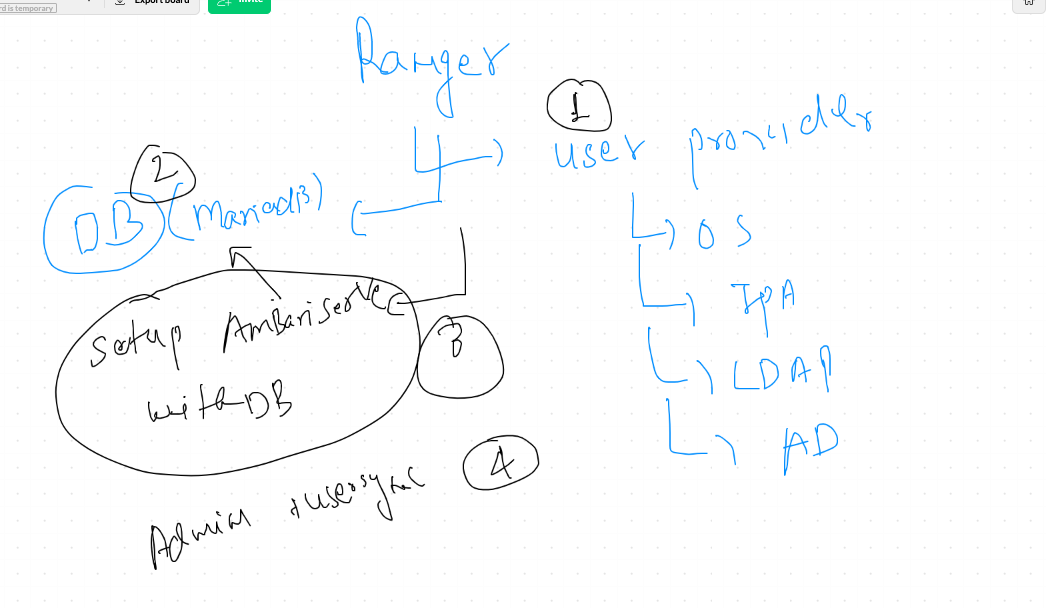 rd is temporary
Export board
Invite
Ranger
1
user provider
2
DB (MariadB)
OS
IPA
Setup AmBariServer
3
LDAP
with DB
AD
4
Admin + usersync